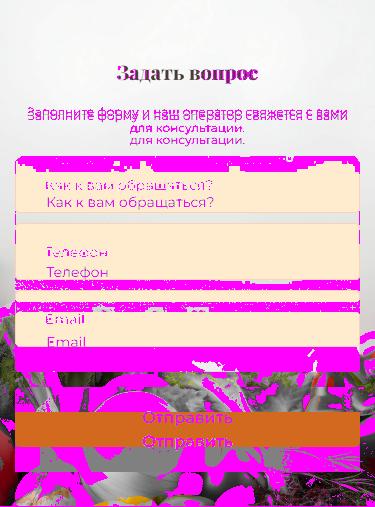 Задать вопрос
Заполните форму и наш оператор свяжется с вами
Заполните форму и наш оператор свяжется с вами
для консультации.
для консультации.
Как к вам обращаться?
Как к вам обращаться?
Телефон
Телефон
Email
Email
Отправить
Отправить